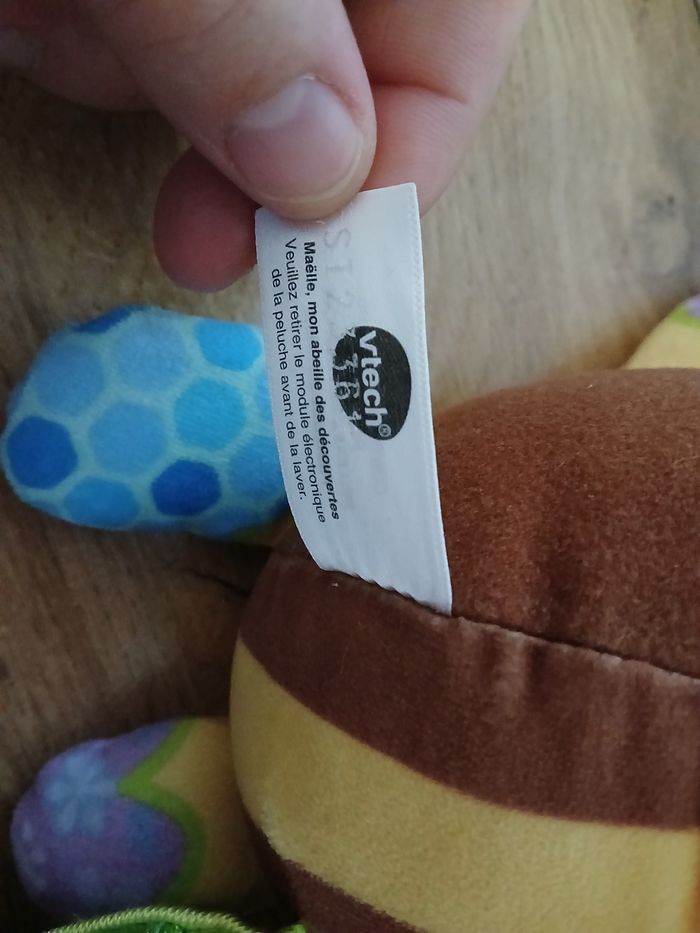 vtech®
Maëlle, mon abeille des découvertes
Veuillez retirer le module électronique
de la peluche avant de la laver.